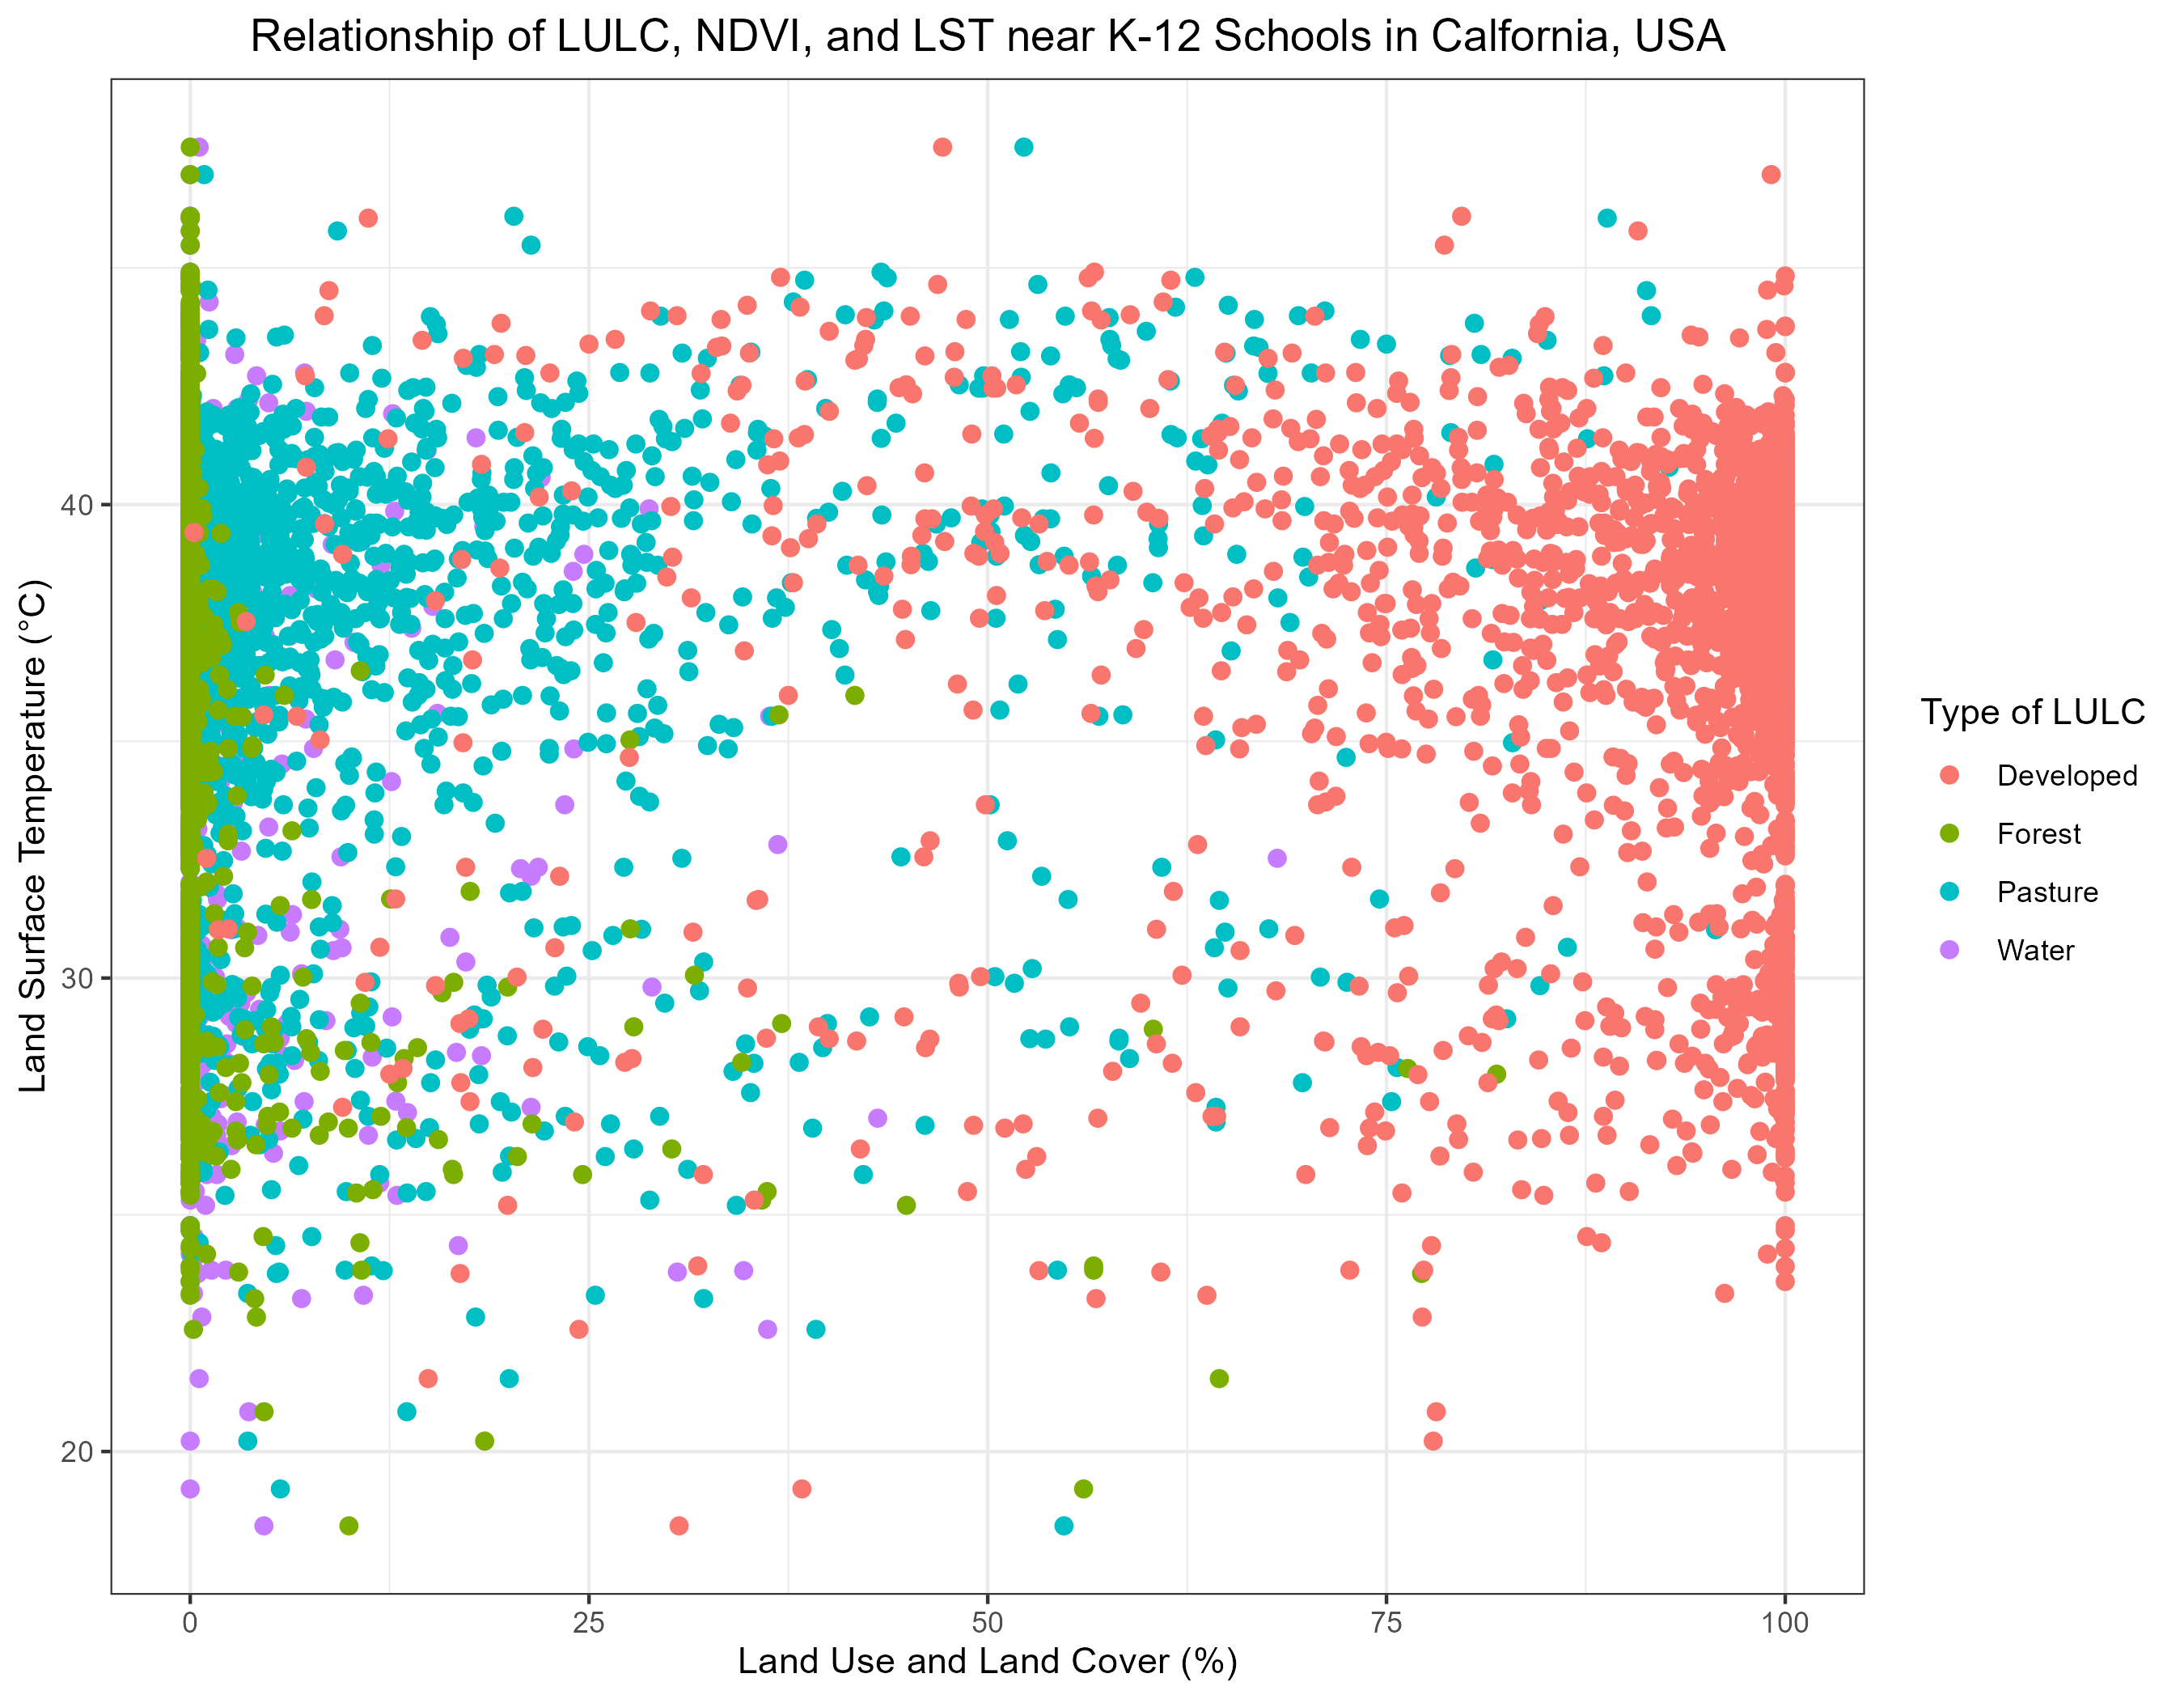 Relationship of LULC, NDVI, and LST near K-12 Schools in Calfornia, USA
Land Surface Temperature (°C)
40
30
20
0 25 50 75 100
Land Use and Land Cover (%)
Type of LULC
Developed
Forest
Pasture
Water